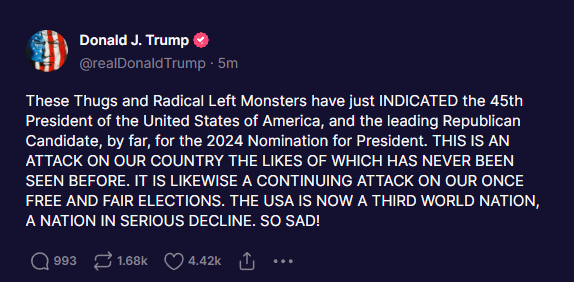 Donald J. Trump
@realDonaldTrump · 5m
These Thugs and Radical Left Monsters have just INDICATED the 45th
President of the United States of America, and the leading Republican
Candidate, by far, for the 2024 Nomination for President. THIS IS AN
ATTACK ON OUR COUNTRY THE LIKES OF WHICH HAS NEVER BEEN
SEEN BEFORE. IT IS LIKEWISE A CONTINUING ATTACK ON OUR ONCE
FREE AND FAIR ELECTIONS. THE USA IS NOW A THIRD WORLD NATION,
A NATION IN SERIOUS DECLINE. SO SAD!
993 1.68k 4.42k